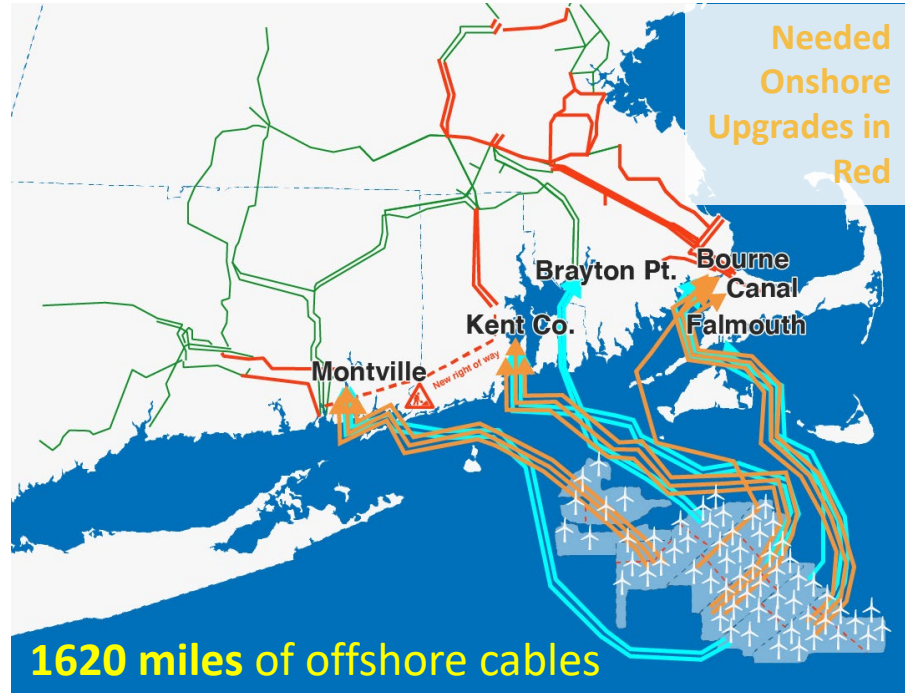 Needed
Onshore
Upgrades in
Red
Brayton Pt.
Bourne
Canal
Kent Co.
Falmouth
Montville
New right of way
1620 miles of offshore cables